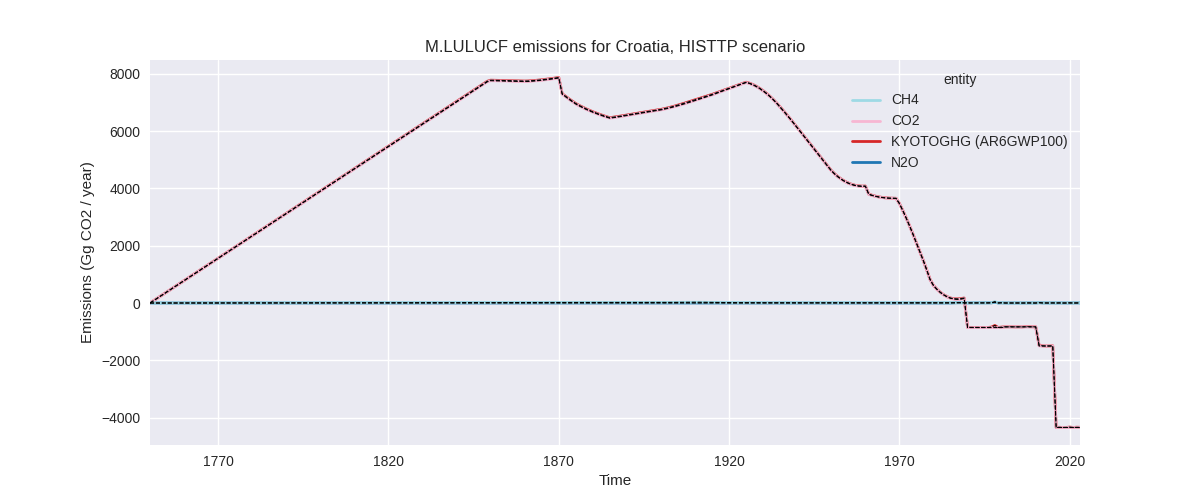 M.LULUCF emissions for Croatia, HISTTP scenario
8000
6000
4000
2000
0
−2000
−4000
Emissions (Gg CO2 / year)
entity
CH4
CO2
KYOTOGHG (AR6GWP100)
N2O
1770
1820
1870
1920
1970
2020
Time